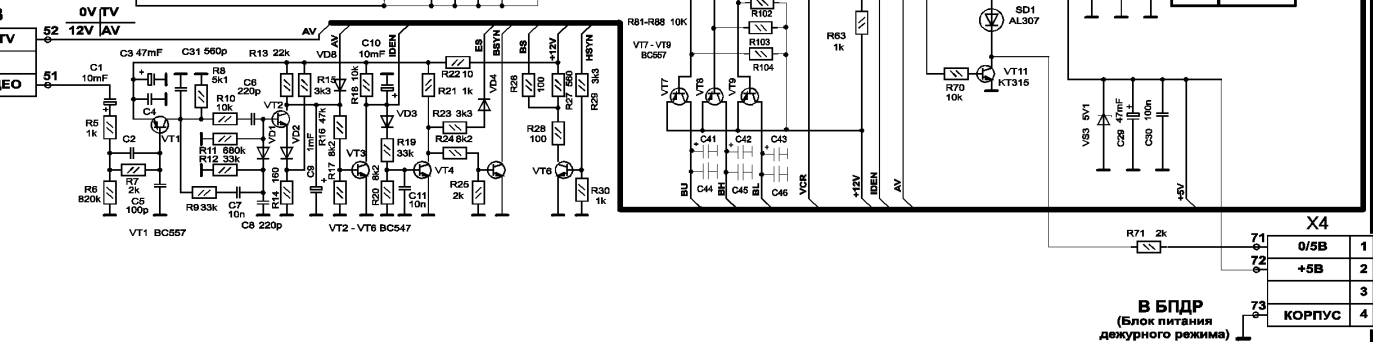 0V TV
12V AV
52
TV
51
ДЕО
C1
10mF
C3 47mF
C31 560p
R8
5k1
R13 22k
VD8
R15
3k3
AV
C10
10mF
IDEN
R18 10k
R22 10
R21 1k
ES
BSYN
VD4
BS
+12V
HSYN
R26
100
R27 560
R29 3k3
C6
220p
R10
10k
C4
VT1
VT2
R5
1k
C2
R11 680k
R12 33k
VD1
VD2
R16 47k
1mF
C9
VD3
R23 3k3
R24 8k2
R28
100
R19
33k
VT3
VT4
VT6
R7
2k
C5
100p
R6
820k
R9 33k
C7
10n
C8 220p
R14 160
R17 8k2
R20 8k2
C11
10n
R25
2k
R30
1k
VT1 BC557
VT2 - VT6 BC547
AV
R81-R88 10K
VT7 - VT9
BC557
R102
R103
R104
VT7
VT8
VT9
C41
C42
C43
C44
C45
C46
BU
BH
BL
VCR
+12V
IDEN
AV
R63
1k
SD1
AL307
VT11
KT315
R70
10k
VS3 5V1
C29 47mF
C30 100n
+5V
R71 2k
X4
71
0/5В
1
72
+5В
2
3
73
КОРПУС
4
В БПДР
(Блок питания
дежурного режима)